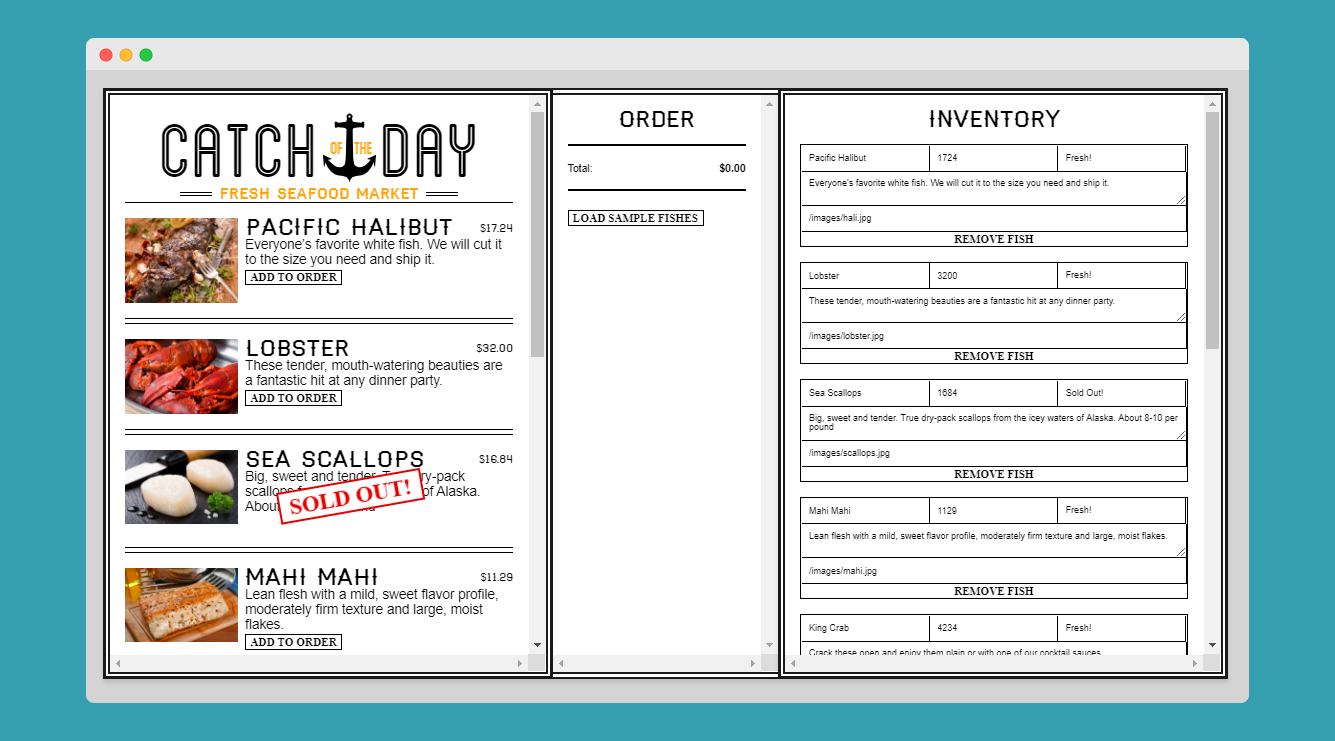 CATCH OF THE DAY
FRESH SEAFOOD MARKET
PACIFIC HALIBUT $17.24
Everyone's favorite white fish. We will cut it
to the size you need and ship it.
ADD TO ORDER
LOBSTER $32.00
These tender, mouth-watering beauties are
a fantastic hit at any dinner party.
ADD TO ORDER
SEA SCALLOPS $16.84
Big, sweet and tender. ry-pack
scallops of Alaska.
About
SOLD OUT!
MAHI MAHI $11.29
Lean flesh with a mild, sweet flavor profile,
moderately firm texture and large, moist
flakes.
ADD TO ORDER
ORDER
Total: $0.00
LOAD SAMPLE FISHES
INVENTORY
Pacific Halibut 1724 Fresh!
Everyone's favorite white fish. We will cut it to the size you need and ship it.
/images/hali.jpg
REMOVE FISH
Lobster 3200 Fresh!
These tender, mouth-watering beauties are a fantastic hit at any dinner party.
/images/lobster.jpg
REMOVE FISH
Sea Scallops 1684 Sold Out!
Big, sweet and tender. True dry-pack scallops from the icey waters of Alaska. About 8-10 per
pound
/images/scallops.jpg
REMOVE FISH
Mahi Mahi 1129 Fresh!
Lean flesh with a mild, sweet flavor profile, moderately firm texture and large, moist flakes.
/images/mahi.jpg
REMOVE FISH
King Crab 4234 Fresh!
Crack these open and enjoy them plain or with one of our cocktail sauces